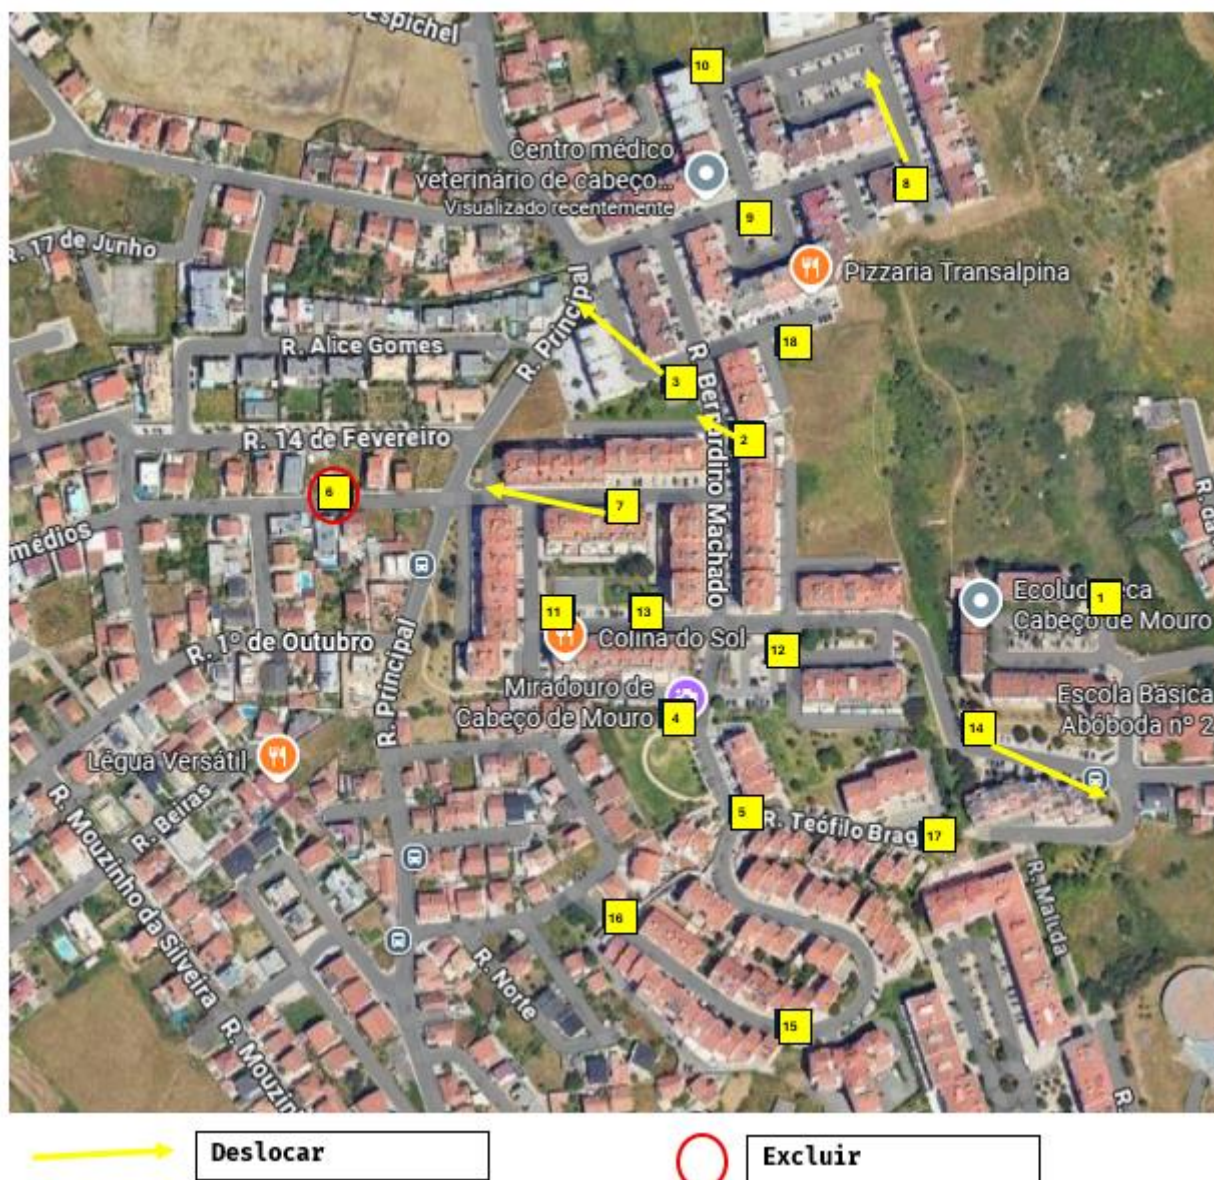 Espichel
10
Centro médico
veterinário de cabeço...
Visualizado recentemente
8
9
R. 17 de Junho
Pizzaria Transalpina
R. Principal
R. Alice Gomes
18
3
R. Bernardino Machado
2
R. 14 de Fevereiro
6
7
médios
R. da
Ecoludoteca
Cabeço de Mouro
1
11
13
Colina do Sol
R. 1º de Outubro
12
R. Principal
Miradouro de
Cabeço de Mouro
4
Escola Básica
Abóboda nº 2
14
Légua Versátil
R. Beiras
5
R. Teófilo Brag
17
R. Mouzinho da Silveira
R. Maluda
16
R. Norte
15
R. Mouzin
R.
Deslocar
Excluir